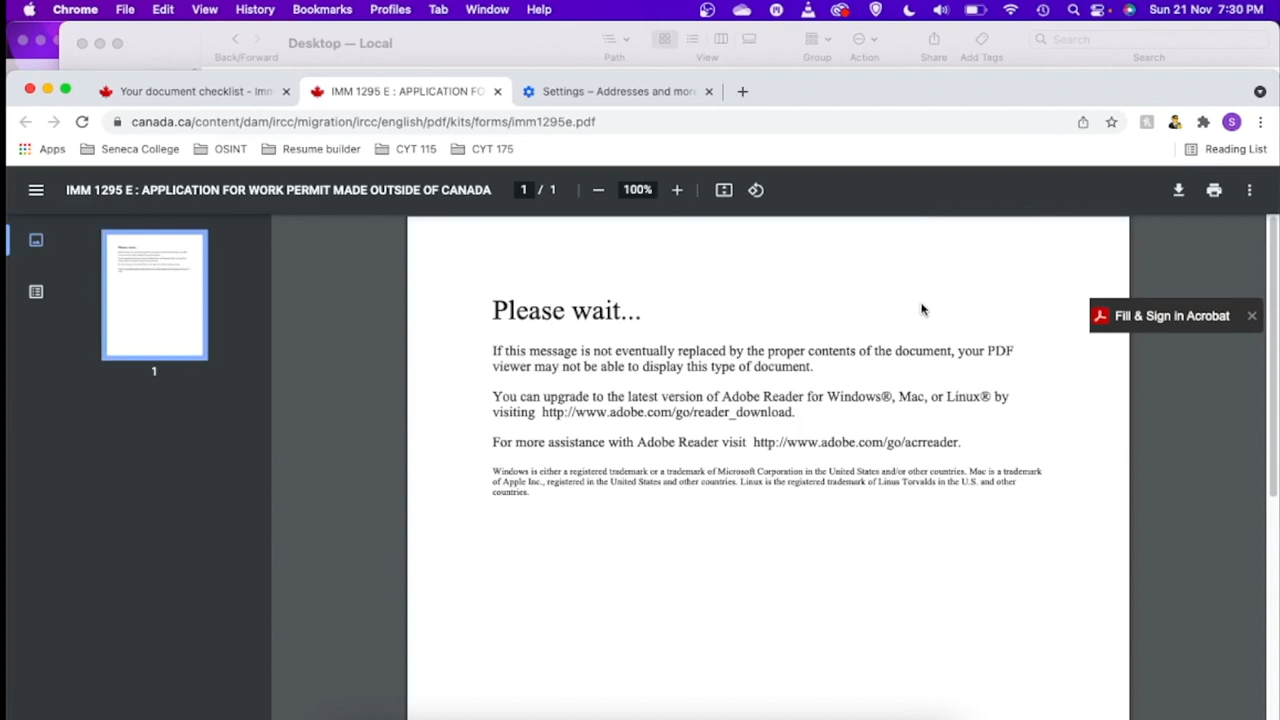 Chrome File Edit View History Bookmarks Profiles Tab Window Help Sun 21 Nov 7:30 PM
Desktop — Local
Search
Back/Forward Path View Group Action Share Add Tags Search
Your document checklist - Imm IMM 1295 E : APPLICATION FO Settings – Addresses and mor
canada.ca/content/dam/ircc/migration/ircc/english/pdf/kits/forms/imm1295e.pdf S
Apps Seneca College OSINT Resume builder CYT 115 CYT 175 Reading List
IMM 1295 E : APPLICATION FOR WORK PERMIT MADE OUTSIDE OF CANADA 1 / 1 100%
1
Please wait...
Fill & Sign in Acrobat
If this message is not eventually replaced by the proper contents of the document, your PDF
viewer may not be able to display this type of document.
You can upgrade to the latest version of Adobe Reader for Windows®, Mac, or Linux® by
visiting http://www.adobe.com/go/reader_download.
For more assistance with Adobe Reader visit http://www.adobe.com/go/acrreader.
Windows is either a registered trademark or a trademark of Microsoft Corporation in the United States and/or other countries. Mac is a trademark
of Apple Inc., registered in the United States and other countries. Linux is the registered trademark of Linus Torvalds in the U.S. and other
countries.